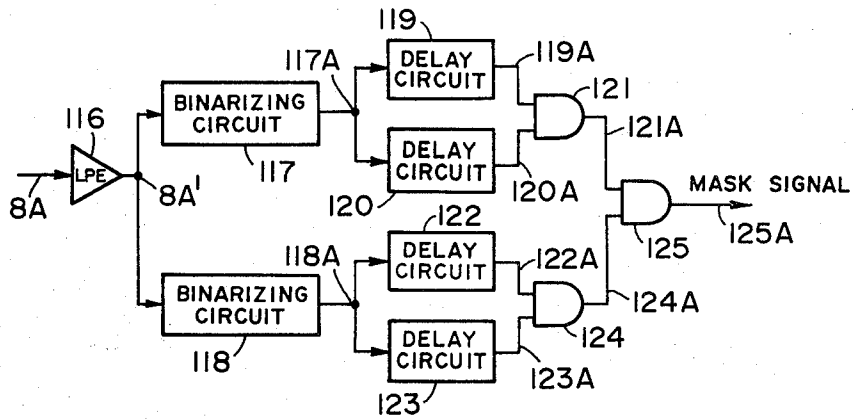 119
117A
DELAY
CIRCUIT
119A
121
116
BINARIZING
CIRCUIT
LPE
121A
117
DELAY
CIRCUIT
MASK SIGNAL
8A
8A'
120
120A
122
125
125A
118A
DELAY
CIRCUIT
122A
BINARIZING
CIRCUIT
124A
118
DELAY
CIRCUIT
124
123
123A